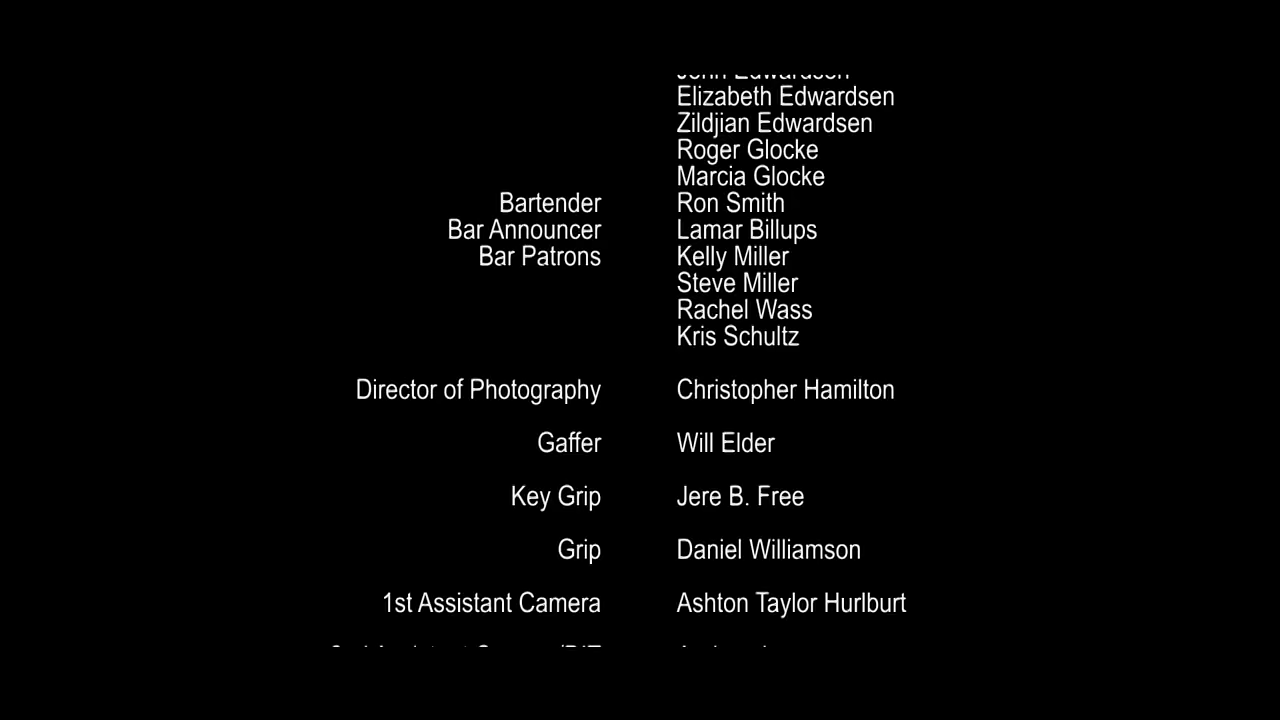 Elizabeth Edwardsen
Zildjian Edwardsen
Roger Glocke
Marcia Glocke
Bartender Ron Smith
Bar Announcer Lamar Billups
Bar Patrons Kelly Miller
Steve Miller
Rachel Wass
Kris Schultz
Director of Photography Christopher Hamilton
Gaffer Will Elder
Key Grip Jere B. Free
Grip Daniel Williamson
1st Assistant Camera Ashton Taylor Hurlburt